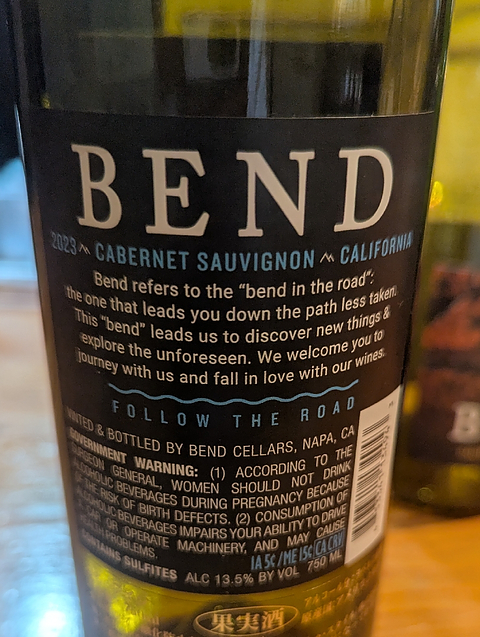 BEND
2023 CABERNET SAUVIGNON CALIFORNIA
Bend refers to the “bend in the road”:
the one that leads you down the path less taken.
This “bend” leads us to discover new things &
explore the unforeseen. We welcome you to
journey with us and fall in love with our wines.
FOLLOW THE ROAD
VINTED & BOTTLED BY BEND CELLARS, NAPA, CA
GOVERNMENT WARNING: (1) ACCORDING TO THE
SURGEON GENERAL, WOMEN SHOULD NOT DRINK
ALCOHOLIC BEVERAGES DURING PREGNANCY BECAUSE
OF THE RISK OF BIRTH DEFECTS. (2) CONSUMPTION OF
ALCOHOLIC BEVERAGES IMPAIRS YOUR ABILITY TO DRIVE
A CAR OR OPERATE MACHINERY, AND MAY CAUSE
HEALTH PROBLEMS.
IA 5¢/ME 15¢ CA CRV
CONTAINS SULFITES ALC 13.5% BY VOL 750 ML
果実酒
B